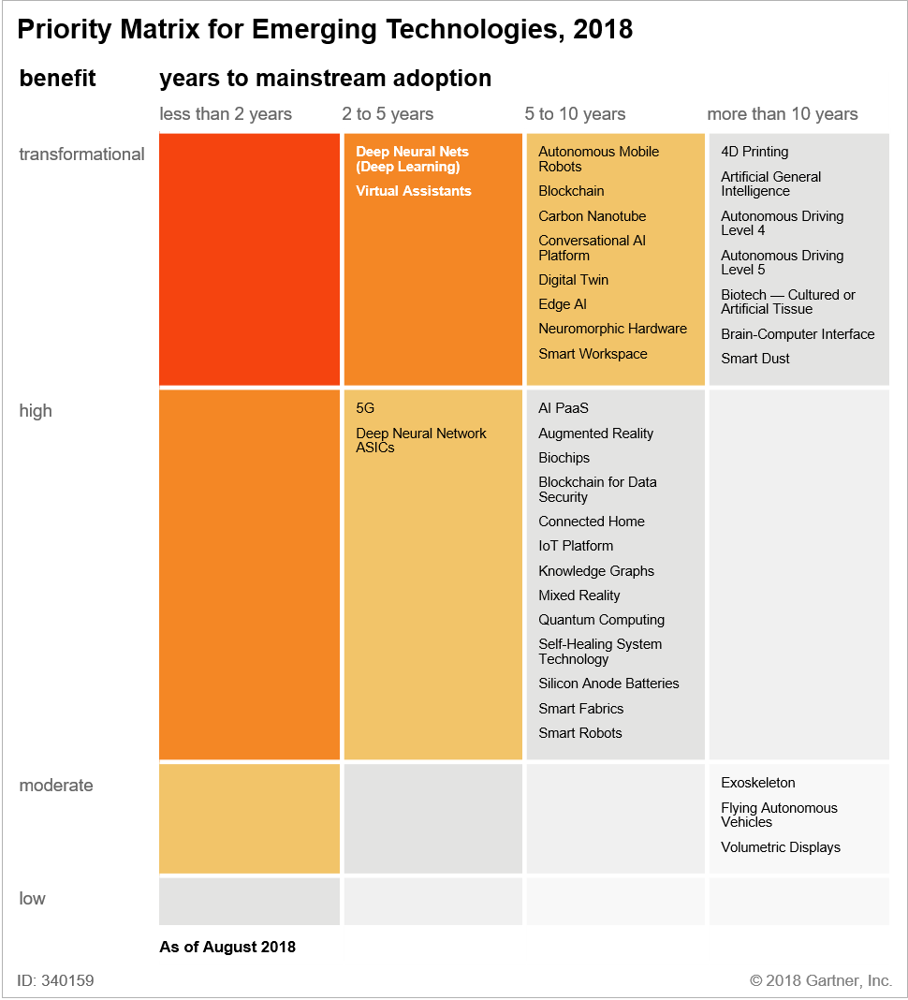 Priority Matrix for Emerging Technologies, 2018
benefit
years to mainstream adoption
less than 2 years
2 to 5 years
5 to 10 years
more than 10 years
transformational
Deep Neural Nets
(Deep Learning)
Virtual Assistants
Autonomous Mobile
Robots
Blockchain
Carbon Nanotube
Conversational AI
Platform
Digital Twin
Edge AI
Neuromorphic Hardware
Smart Workspace
4D Printing
Artificial General
Intelligence
Autonomous Driving
Level 4
Autonomous Driving
Level 5
Biotech — Cultured or
Artificial Tissue
Brain-Computer Interface
Smart Dust
high
5G
Deep Neural Network
ASICs
AI PaaS
Augmented Reality
Biochips
Blockchain for Data
Security
Connected Home
IoT Platform
Knowledge Graphs
Mixed Reality
Quantum Computing
Self-Healing System
Technology
Silicon Anode Batteries
Smart Fabrics
Smart Robots
moderate
Exoskeleton
Flying Autonomous
Vehicles
Volumetric Displays
low
As of August 2018
ID: 340159
© 2018 Gartner, Inc.